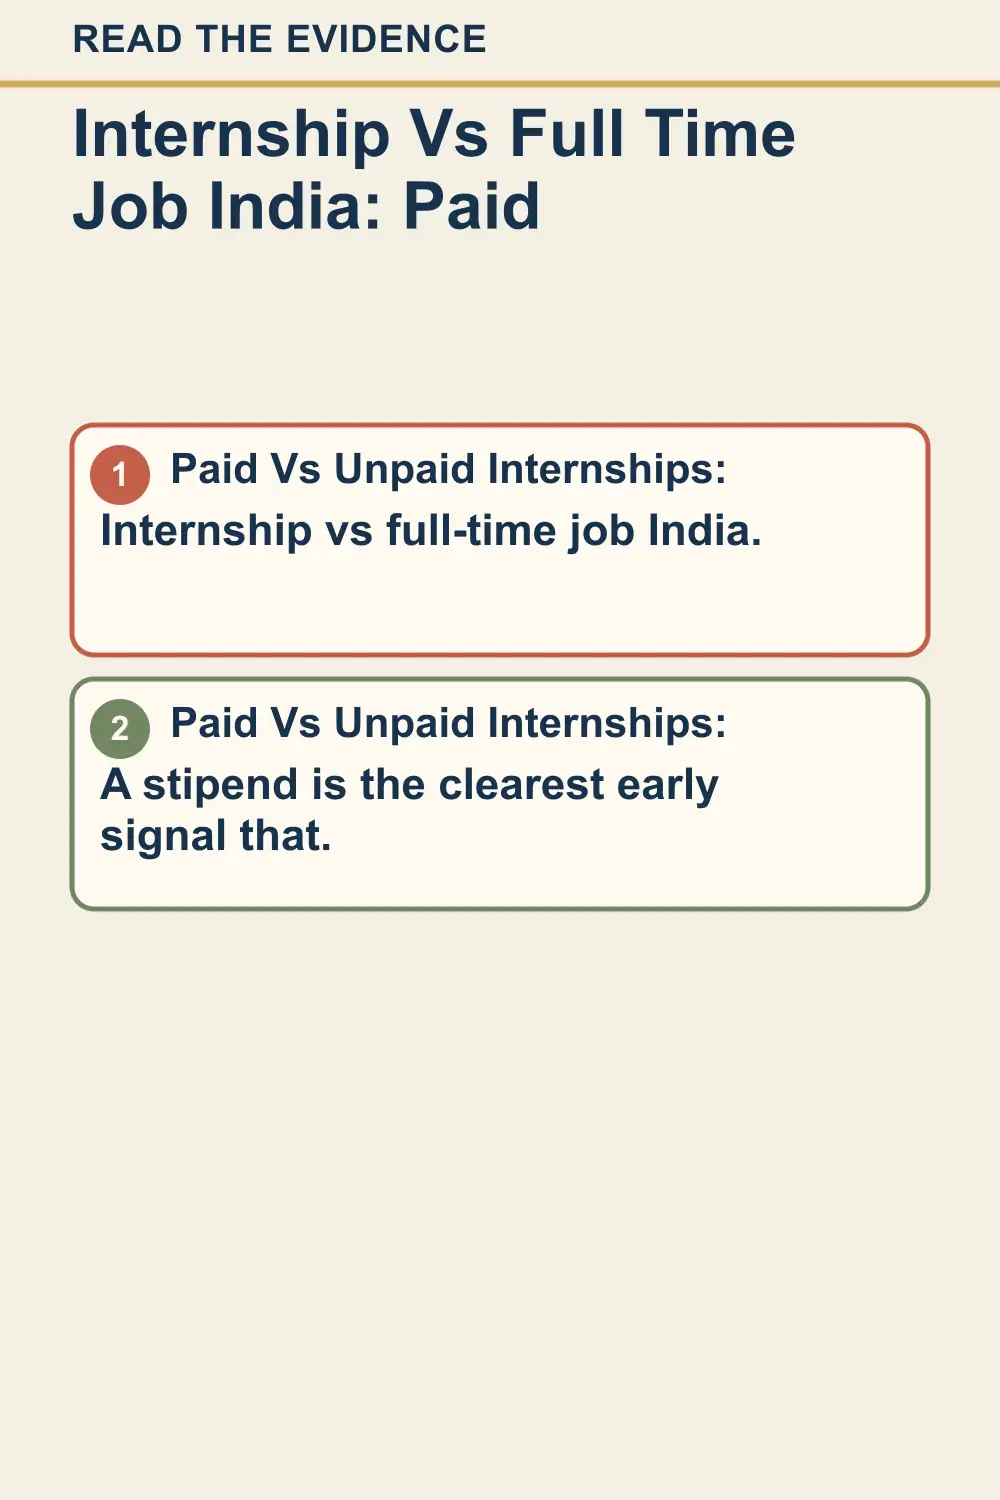 READ THE EVIDENCE
Internship Vs Full Time
Job India: Paid
1 Paid Vs Unpaid Internships:
Internship vs full-time job India.
2 Paid Vs Unpaid Internships:
A stipend is the clearest early
signal that.